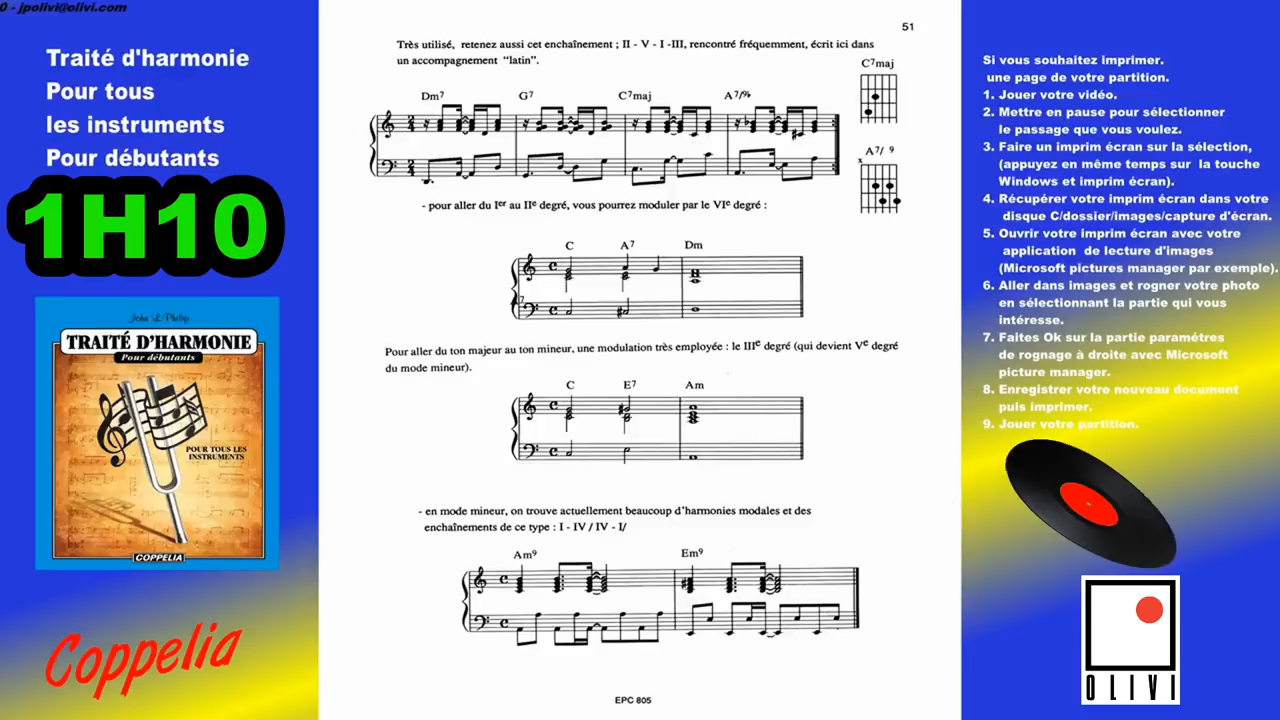 0 - jpolivi@olivi.com
Traité d'harmonie
Pour tous
les instruments
Pour débutants
1H10
John L. Philip
TRAITÉ D'HARMONIE
Pour débutants
POUR TOUS LES
INSTRUMENTS
COPPELIA
Coppelia
51
Très utilisé, retenez aussi cet enchaînement ; II - V - I -III, rencontré fréquemment, écrit ici dans
un accompagnement “latin”.
C7maj
Dm7 G7 C7maj A7/9b
A7/ 9
x
- pour aller du Ier au IIe degré, vous pourrez moduler par le VIe degré :
C A7 Dm
Pour aller du ton majeur au ton mineur, une modulation très employée : le IIIe degré (qui devient Ve degré
du mode mineur).
C E7 Am
- en mode mineur, on trouve actuellement beaucoup d'harmonies modales et des
enchaînements de ce type : I - IV / IV - I/
Am9 Em9
EPC 805
Si vous souhaitez imprimer.
une page de votre partition.
1. Jouer votre vidéo.
2. Mettre en pause pour sélectionner
le passage que vous voulez.
3. Faire un imprim écran sur la sélection,
(appuyez en même temps sur la touche
Windows et imprim écran).
4. Récupérer votre imprim écran dans votre
disque C/dossier/images/capture d'écran.
5. Ouvrir votre imprim écran avec votre
application de lecture d'images
(Microsoft pictures manager par exemple).
6. Aller dans images et rogner votre photo
en sélectionnant la partie qui vous
intéresse.
7. Faites Ok sur la partie paramétres
de rognage à droite avec Microsoft
picture manager.
8. Enregistrer votre nouveau document
puis imprimer.
9. Jouer votre partition.
OLIVI